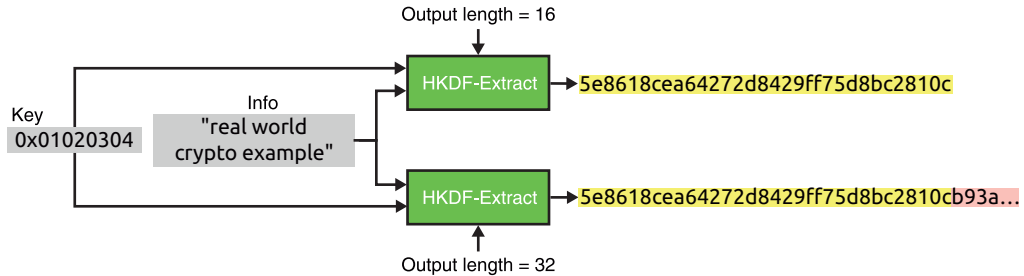 Output length = 16
HKDF-Extract
5e8618cea64272d8429ff75d8bc2810c
Key
0x01020304
Info
"real world
crypto example"
HKDF-Extract
5e8618cea64272d8429ff75d8bc2810cb93a...
Output length = 32